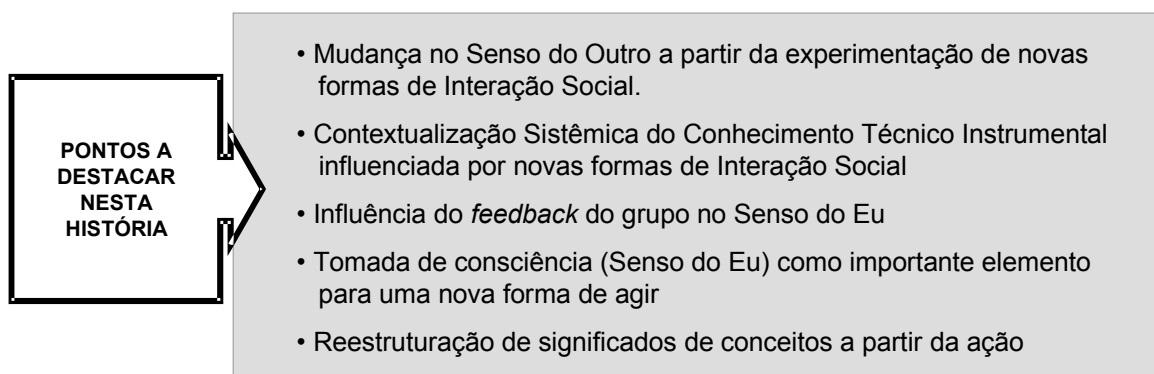 PONTOS A
DESTACAR
NESTA
HISTÓRIA
• Mudança no Senso do Outro a partir da experimentação de novas
formas de Interação Social.
• Contextualização Sistêmica do Conhecimento Técnico Instrumental
influenciada por novas formas de Interação Social
• Influência do feedback do grupo no Senso do Eu
• Tomada de consciência (Senso do Eu) como importante elemento
para uma nova forma de agir
• Reestruturação de significados de conceitos a partir da ação